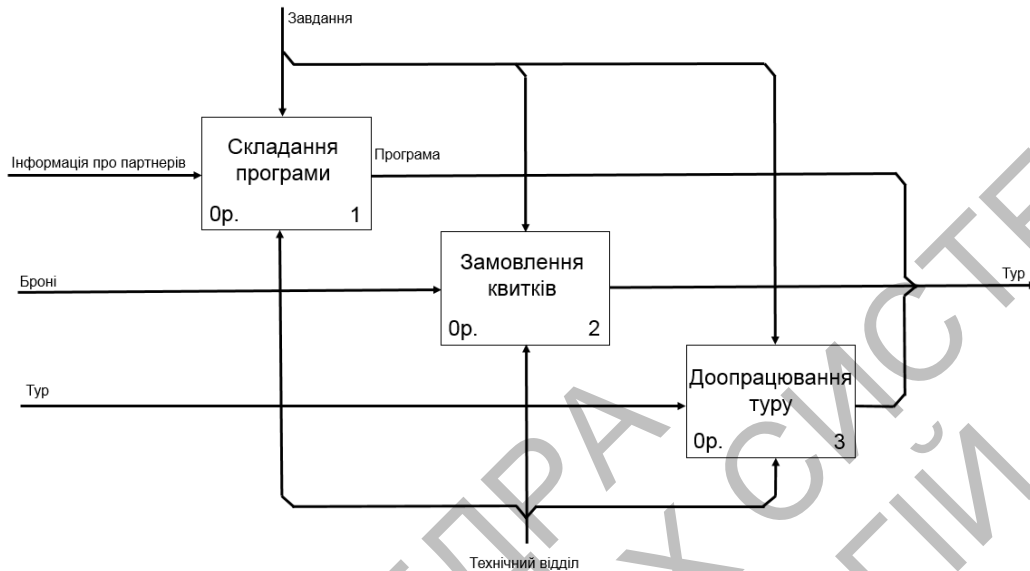 Завдання
Складання
програми
0р. 1
Інформація про партнерів
Програма
Замовлення
квитків
0р. 2
Броні
Тур
Доопрацювання
туру
0р. 3
Тур
Технічний відділ